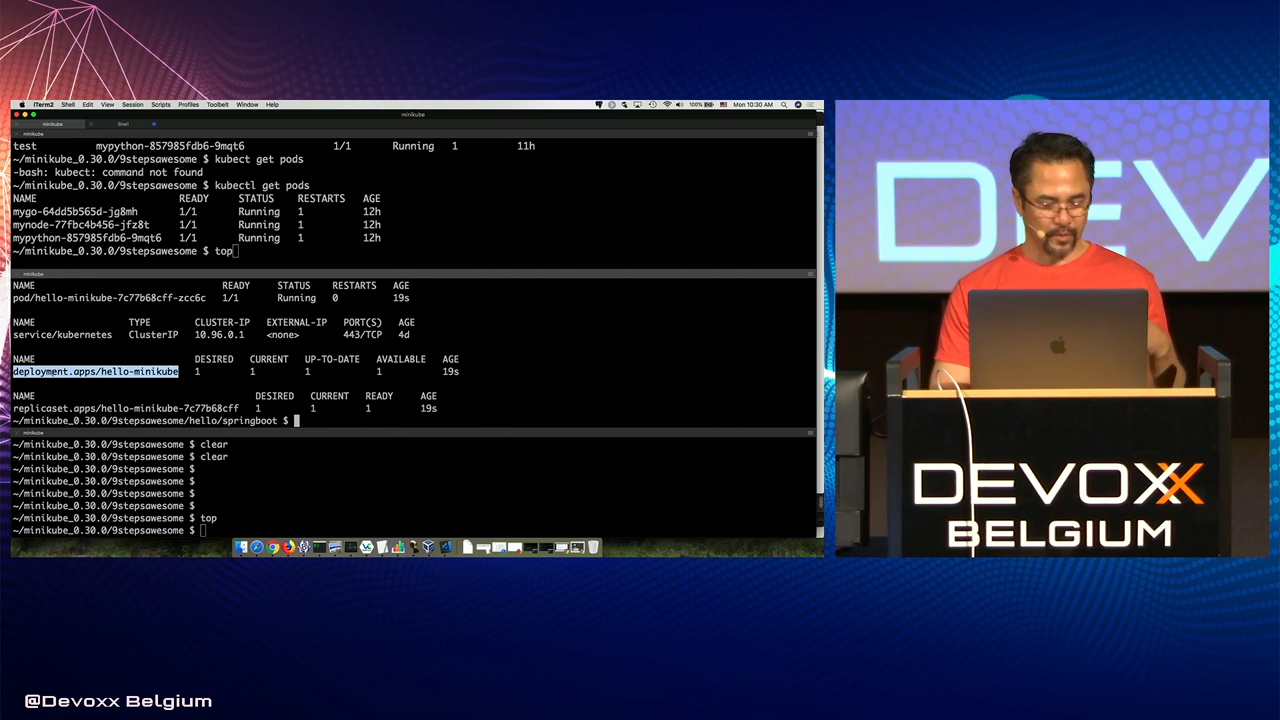 iTerm2 Shell Edit View Session Scripts Profiles Toolbelt Window Help 100% Mon 10:30 AM
minikube
minikube Shell
minikube
test mypython-857985fdb6-9mqt6 1/1 Running 1 11h
~/minikube_0.30.0/9stepsawesome $ kubect get pods
-bash: kubect: command not found
~/minikube_0.30.0/9stepsawesome $ kubectl get pods
NAME READY STATUS RESTARTS AGE
mygo-64dd5b565d-jg8mh 1/1 Running 1 12h
mynode-77fbc4b456-jfz8t 1/1 Running 1 12h
mypython-857985fdb6-9mqt6 1/1 Running 1 12h
~/minikube_0.30.0/9stepsawesome $ top
minikube
NAME READY STATUS RESTARTS AGE
pod/hello-minikube-7c77b68cff-zcc6c 1/1 Running 0 19s
NAME TYPE CLUSTER-IP EXTERNAL-IP PORT(S) AGE
service/kubernetes ClusterIP 10.96.0.1 <none> 443/TCP 4d
NAME DESIRED CURRENT UP-TO-DATE AVAILABLE AGE
deployment.apps/hello-minikube 1 1 1 1 19s
NAME DESIRED CURRENT READY AGE
replicaset.apps/hello-minikube-7c77b68cff 1 1 1 19s
~/minikube_0.30.0/9stepsawesome/hello/springboot $
minikube
~/minikube_0.30.0/9stepsawesome $ clear
~/minikube_0.30.0/9stepsawesome $ clear
~/minikube_0.30.0/9stepsawesome $
~/minikube_0.30.0/9stepsawesome $
~/minikube_0.30.0/9stepsawesome $
~/minikube_0.30.0/9stepsawesome $
~/minikube_0.30.0/9stepsawesome $ top
~/minikube_0.30.0/9stepsawesome $
DEV
DEVOXX
BELGIUM
@Devoxx Belgium